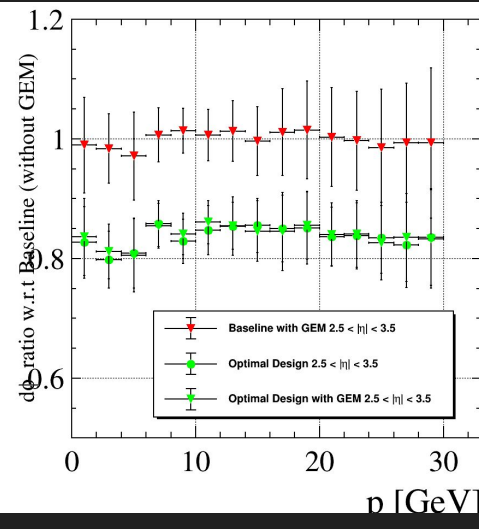 1.2
1
0.8
0.6
dφ ratio w.r.t Baseline (without GEM)
Baseline with GEM 2.5 < |η| < 3.5
Optimal Design 2.5 < |η| < 3.5
Optimal Design with GEM 2.5 < |η| < 3.5
0 10 20 30
p [GeV]